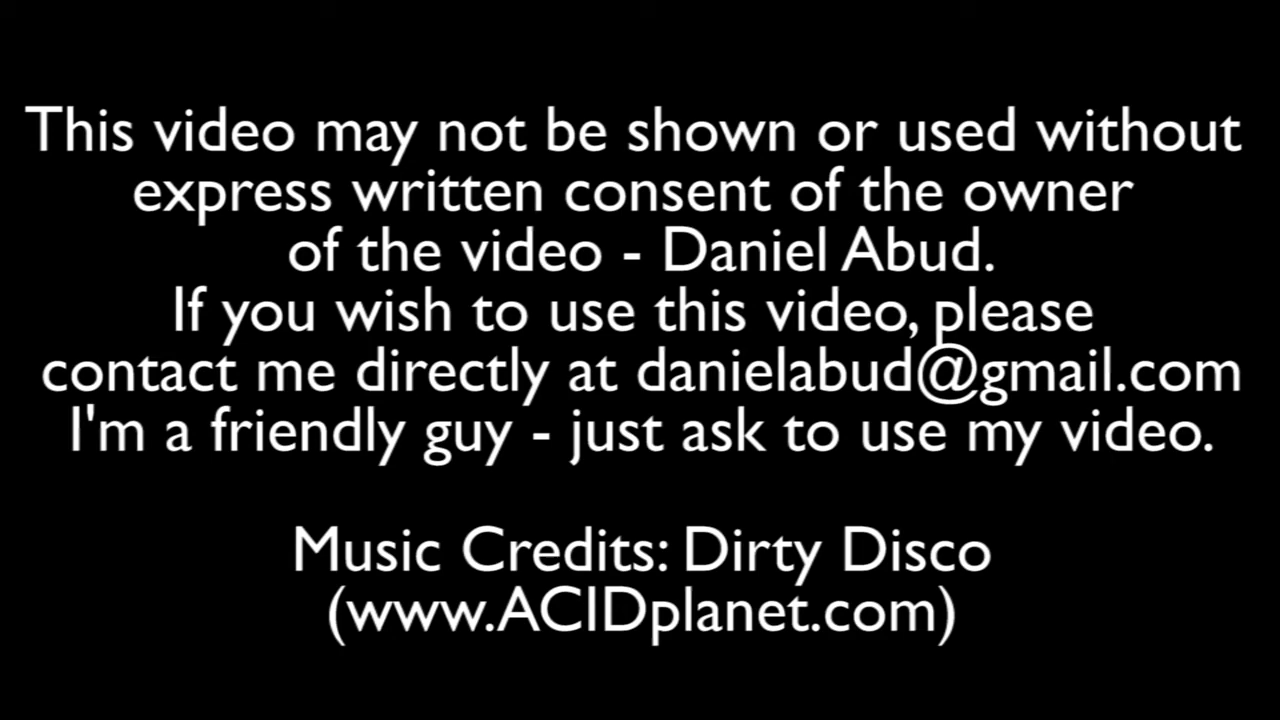 This video may not be shown or used without
express written consent of the owner
of the video - Daniel Abud.
If you wish to use this video, please
contact me directly at danielabud@gmail.com
I'm a friendly guy - just ask to use my video.
Music Credits: Dirty Disco
(www.ACIDplanet.com)